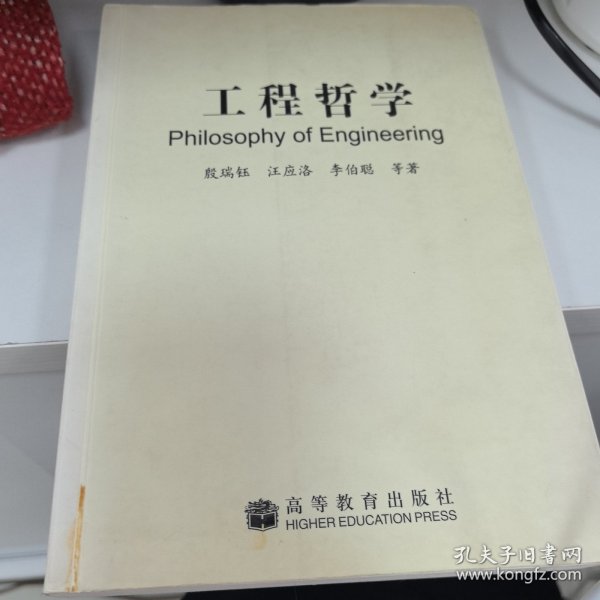 工程哲学
Philosophy of Engineering
殷瑞钰 汪应洛 李伯聪 等著
高等教育出版社
HIGHER EDUCATION PRESS
孔夫子旧书网
www.kongfz.com